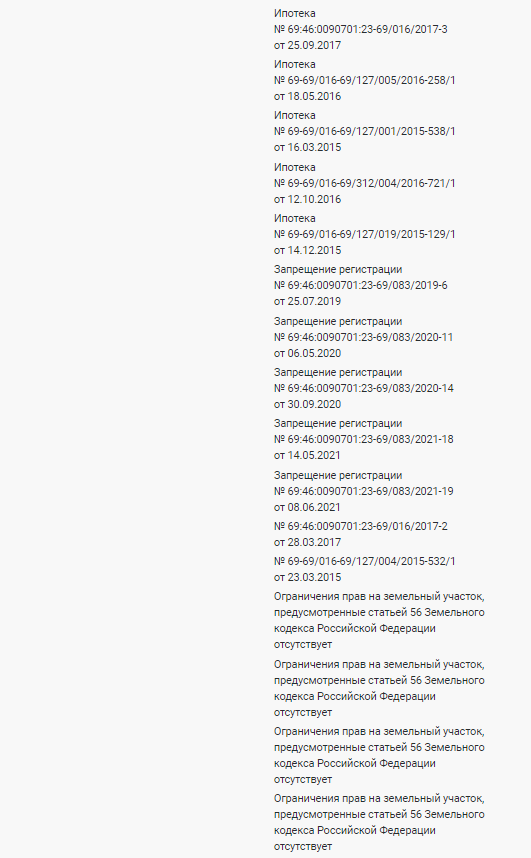 Ипотека
№ 69:46:0090701:23-69/016/2017-3
от 25.09.2017
Ипотека
№ 69-69/016-69/127/005/2016-258/1
от 18.05.2016
Ипотека
№ 69-69/016-69/127/001/2015-538/1
от 16.03.2015
Ипотека
№ 69-69/016-69/312/004/2016-721/1
от 12.10.2016
Ипотека
№ 69-69/016-69/127/019/2015-129/1
от 14.12.2015
Запрещение регистрации
№ 69:46:0090701:23-69/083/2019-6
от 25.07.2019
Запрещение регистрации
№ 69:46:0090701:23-69/083/2020-11
от 06.05.2020
Запрещение регистрации
№ 69:46:0090701:23-69/083/2020-14
от 30.09.2020
Запрещение регистрации
№ 69:46:0090701:23-69/083/2021-18
от 14.05.2021
Запрещение регистрации
№ 69:46:0090701:23-69/083/2021-19
от 08.06.2021
№ 69:46:0090701:23-69/016/2017-2
от 28.03.2017
№ 69-69/016-69/127/004/2015-532/1
от 23.03.2015
Ограничения прав на земельный участок,
предусмотренные статьей 56 Земельного
кодекса Российской Федерации
отсутствует
Ограничения прав на земельный участок,
предусмотренные статьей 56 Земельного
кодекса Российской Федерации
отсутствует
Ограничения прав на земельный участок,
предусмотренные статьей 56 Земельного
кодекса Российской Федерации
отсутствует
Ограничения прав на земельный участок,
предусмотренные статьей 56 Земельного
кодекса Российской Федерации
отсутствует